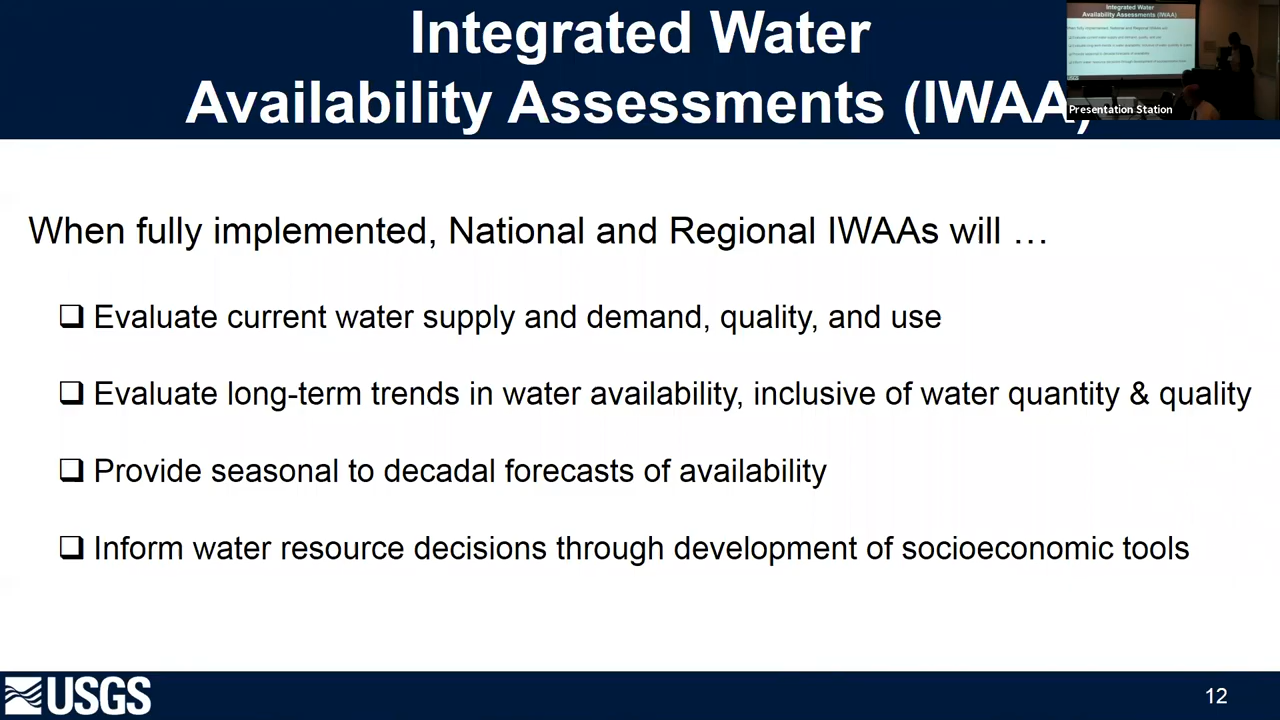 Integrated Water
Availability Assessments (IWAA)
Integrated Water
Availability Assessments (IWAA)
Presentation Station
When fully implemented, National and Regional IWAAs will …
❑ Evaluate current water supply and demand, quality, and use
❑ Evaluate long-term trends in water availability, inclusive of water quantity & quality
❑ Provide seasonal to decadal forecasts of availability
❑ Inform water resource decisions through development of socioeconomic tools
USGS
12